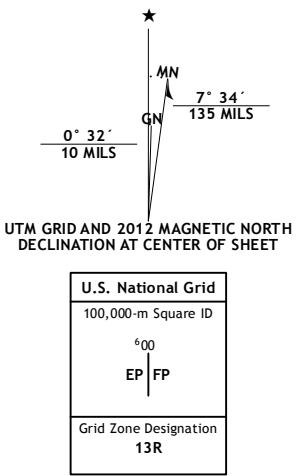 ★
MN
GN
7° 34´
135 MILS
0° 32´
10 MILS
UTM GRID AND 2012 MAGNETIC NORTH
DECLINATION AT CENTER OF SHEET
U.S. National Grid
100,000-m Square ID
⁶00
EP FP
Grid Zone Designation
13R